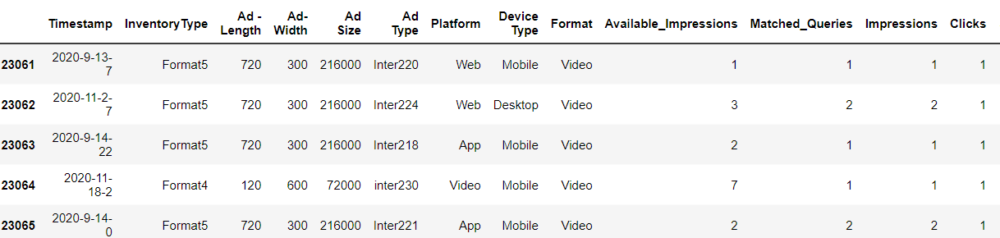 Timestamp InventoryType Ad - Length Ad- Width Ad Size Ad Type Platform Device Type Format Available_Impressions Matched_Queries Impressions Clicks
23061 2020-9-13-7 Format5 720 300 216000 Inter220 Web Mobile Video 1 1 1 1
23062 2020-11-2-7 Format5 720 300 216000 Inter224 Web Desktop Video 3 2 2 1
23063 2020-9-14-22 Format5 720 300 216000 Inter218 App Mobile Video 2 1 1 1
23064 2020-11-18-2 Format4 120 600 72000 inter230 Video Mobile Video 7 1 1 1
23065 2020-9-14-0 Format5 720 300 216000 Inter221 App Mobile Video 2 2 2 1